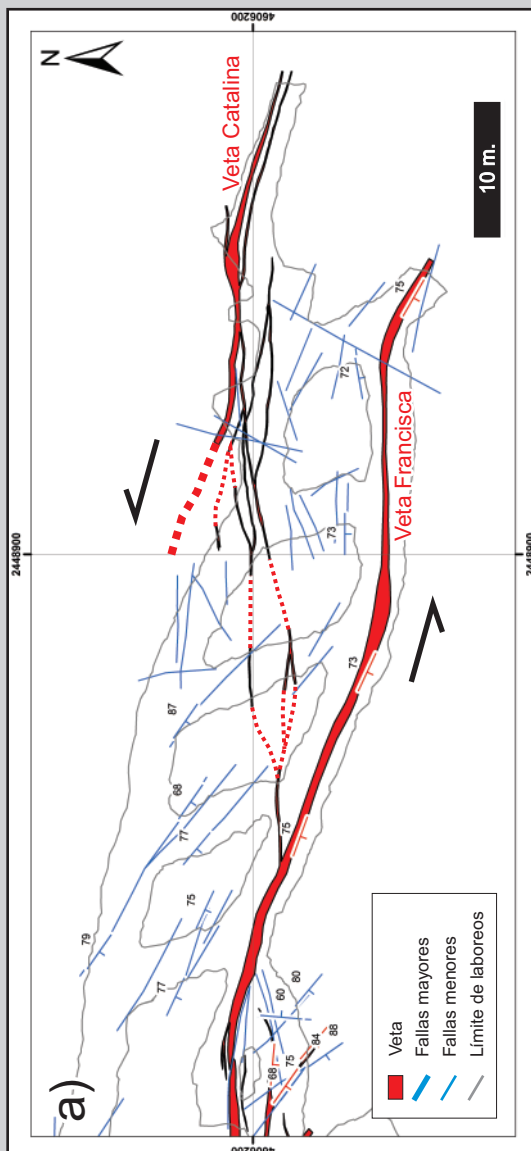 a)
N
4606200
2448900
2448900
4606200
Veta Catalina
Veta Francisca
10 m.
79
77
75
77
68
87
73
72
75
73
75
60
80
68
75
84
88
Veta
Fallas mayores
Fallas menores
Límite de laboreos